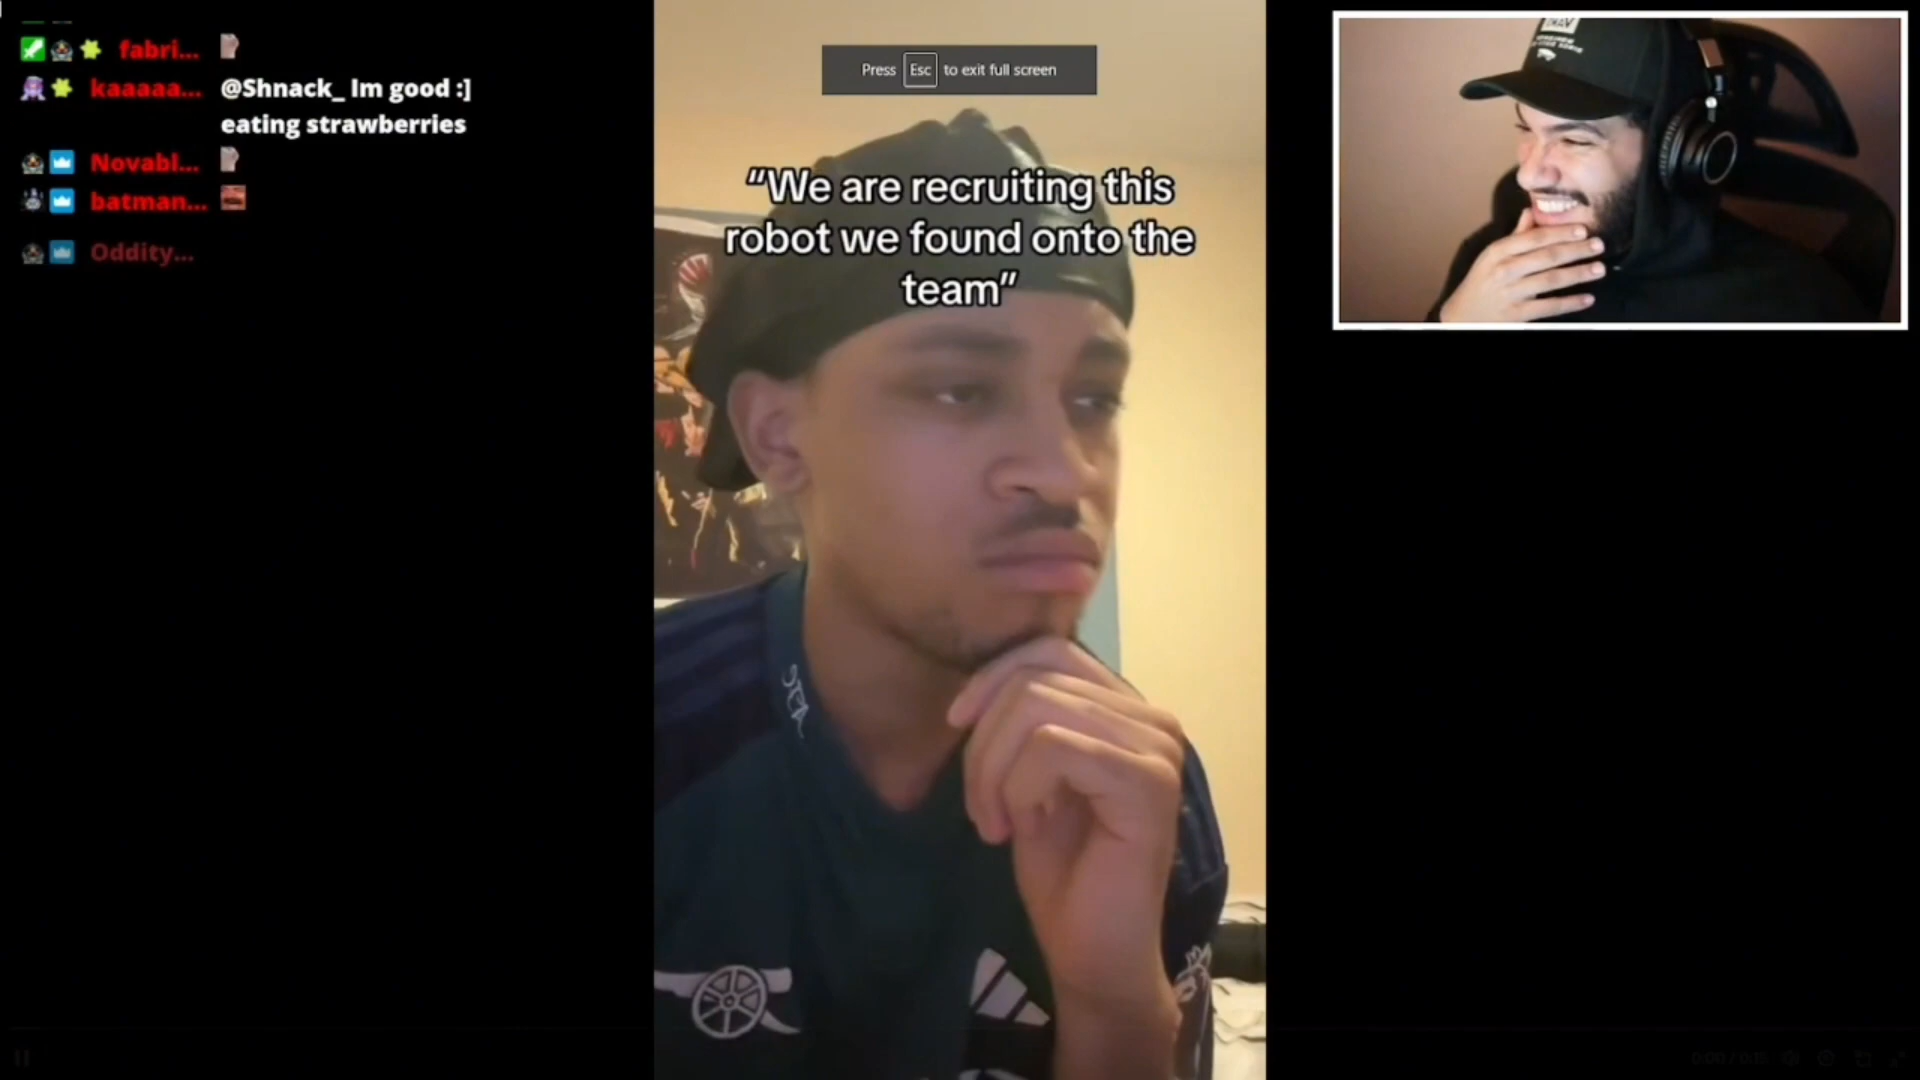 fabri...
kaaaaa... @Shnack_ Im good :]
eating strawberries
Novabl...
batman...
Oddity...
Press Esc to exit full screen
“We are recruiting this
robot we found onto the
team”